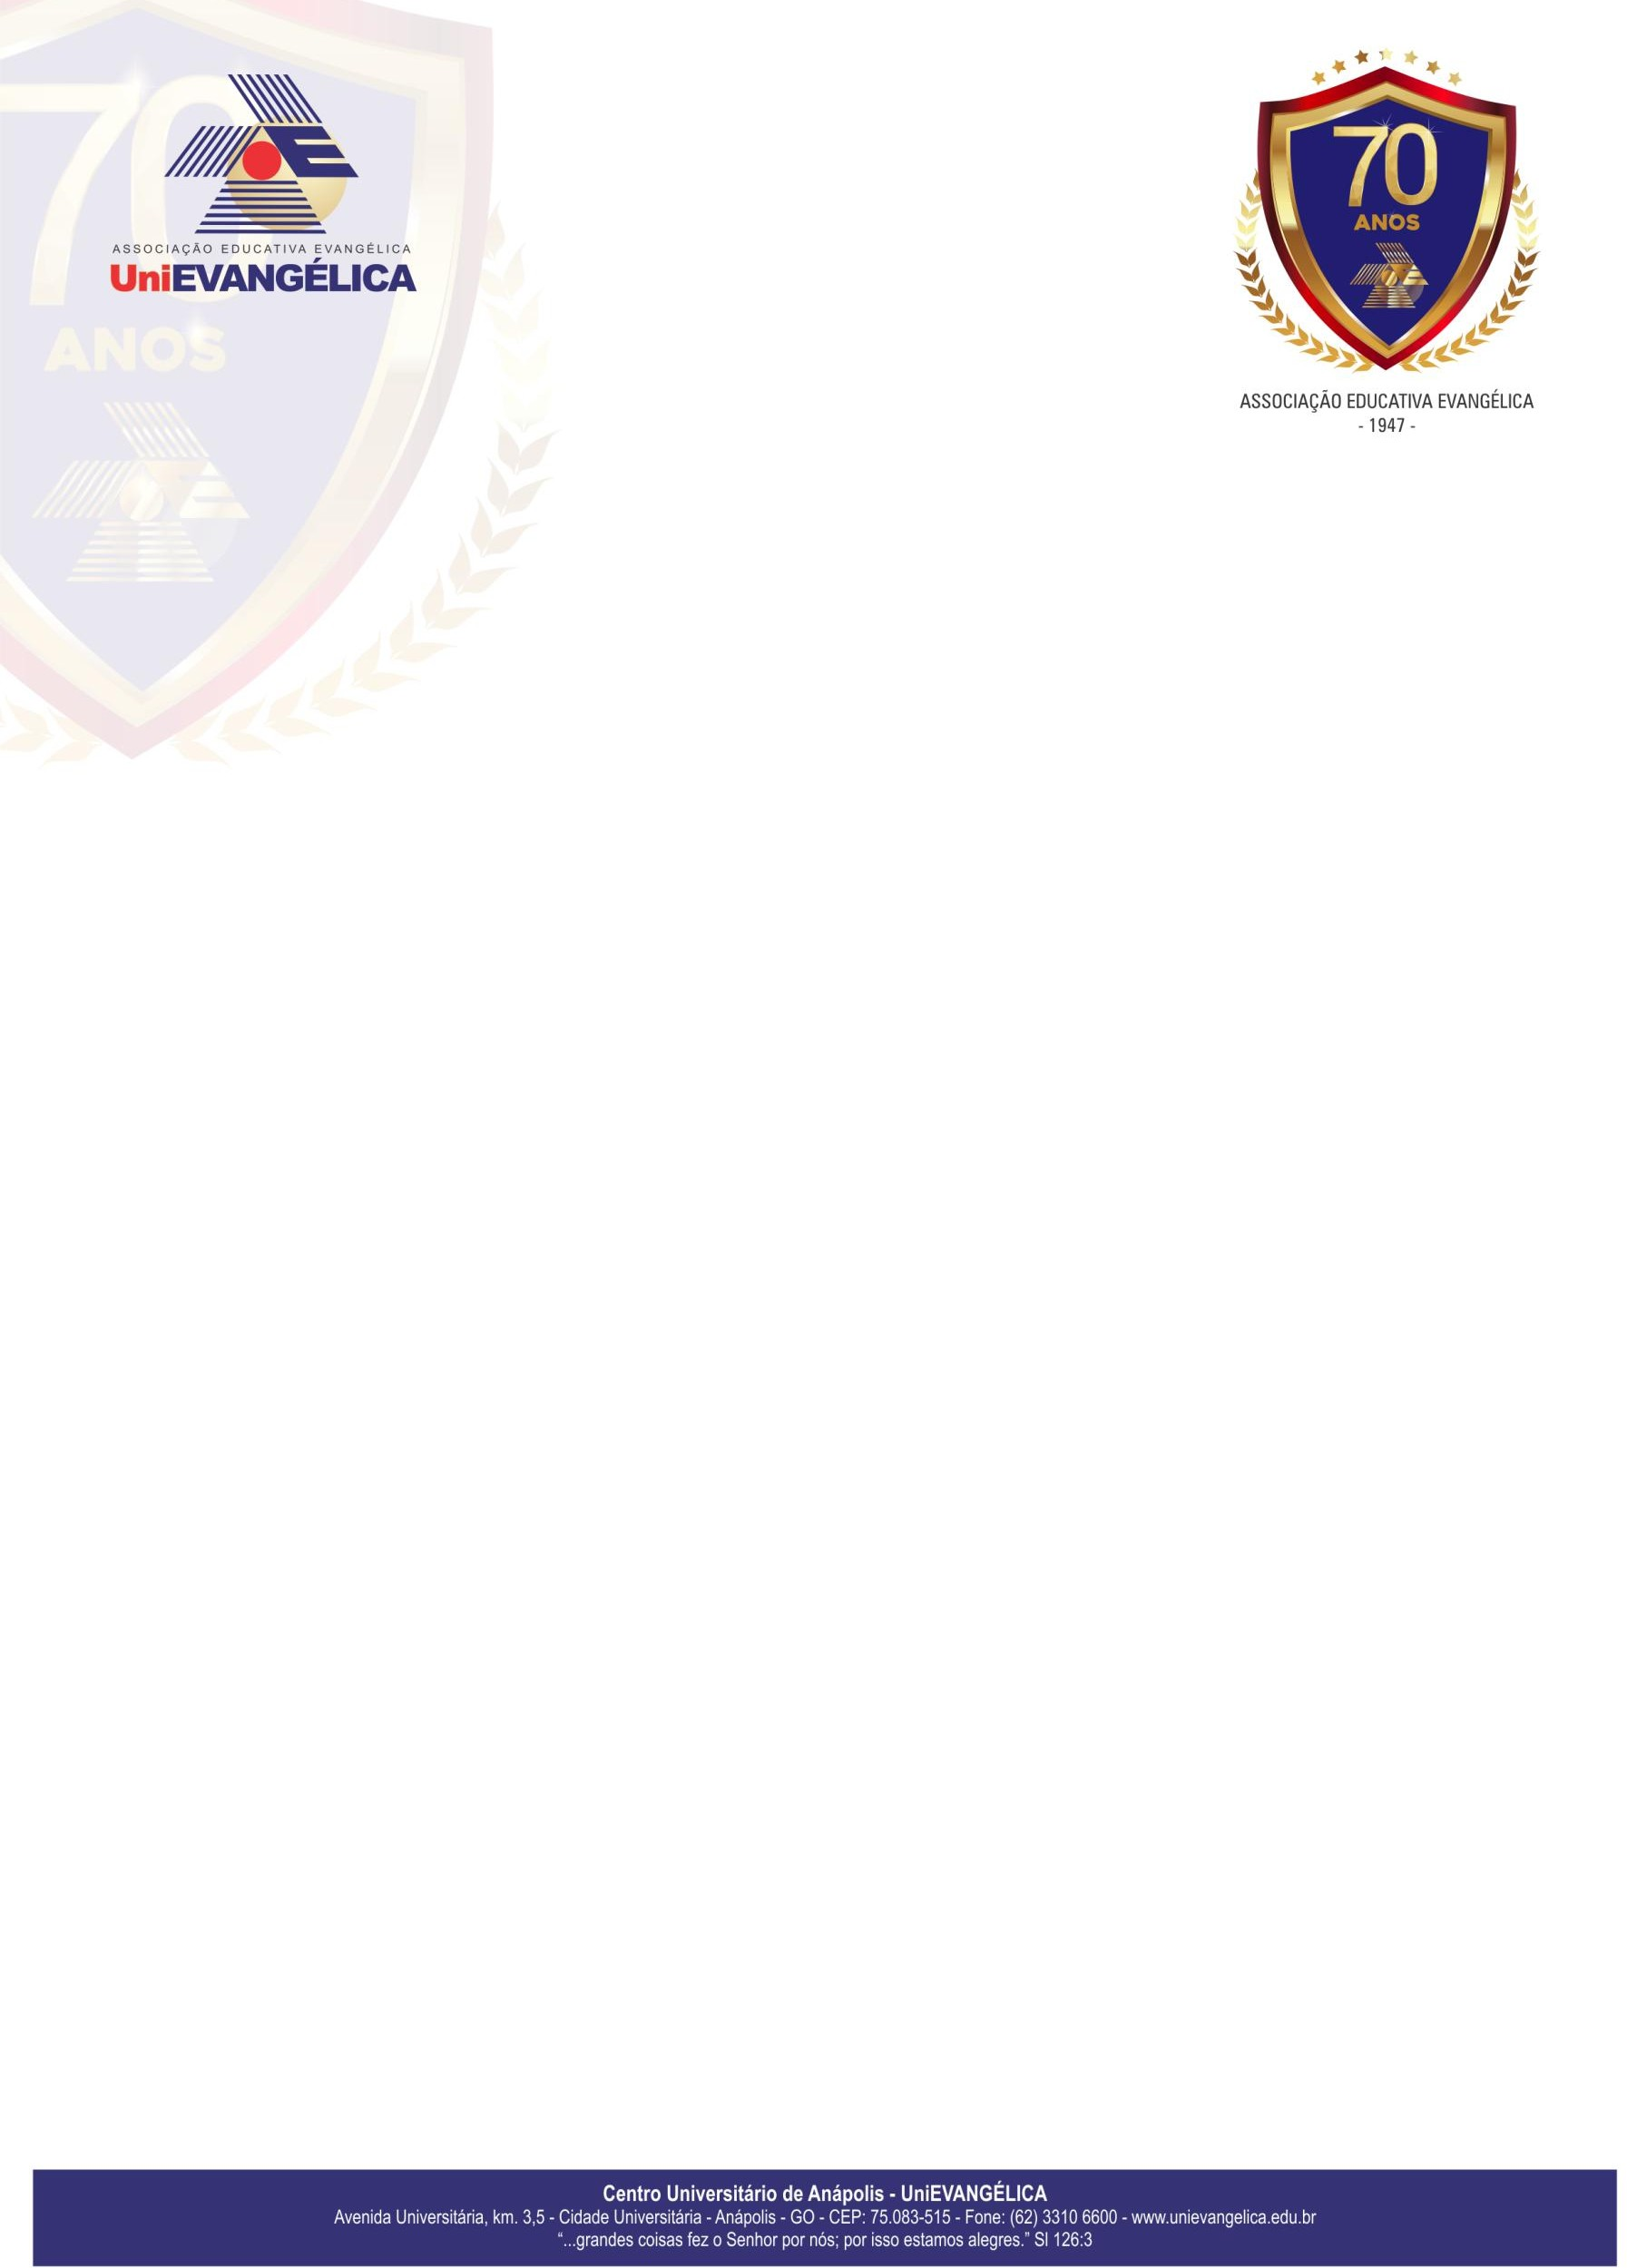 70
ANOS
ASSOCIAÇÃO EDUCATIVA EVANGÉLICA
UniEVANGÉLICA
70
ANOS
ASSOCIAÇÃO EDUCATIVA EVANGÉLICA
- 1947 -
Centro Universitário de Anápolis - UniEVANGÉLICA
Avenida Universitária, km. 3,5 - Cidade Universitária - Anápolis - GO - CEP: 75.083-515 - Fone: (62) 3310 6600 - www.unievangelica.edu.br
“...grandes coisas fez o Senhor por nós; por isso estamos alegres.” Sl 126:3